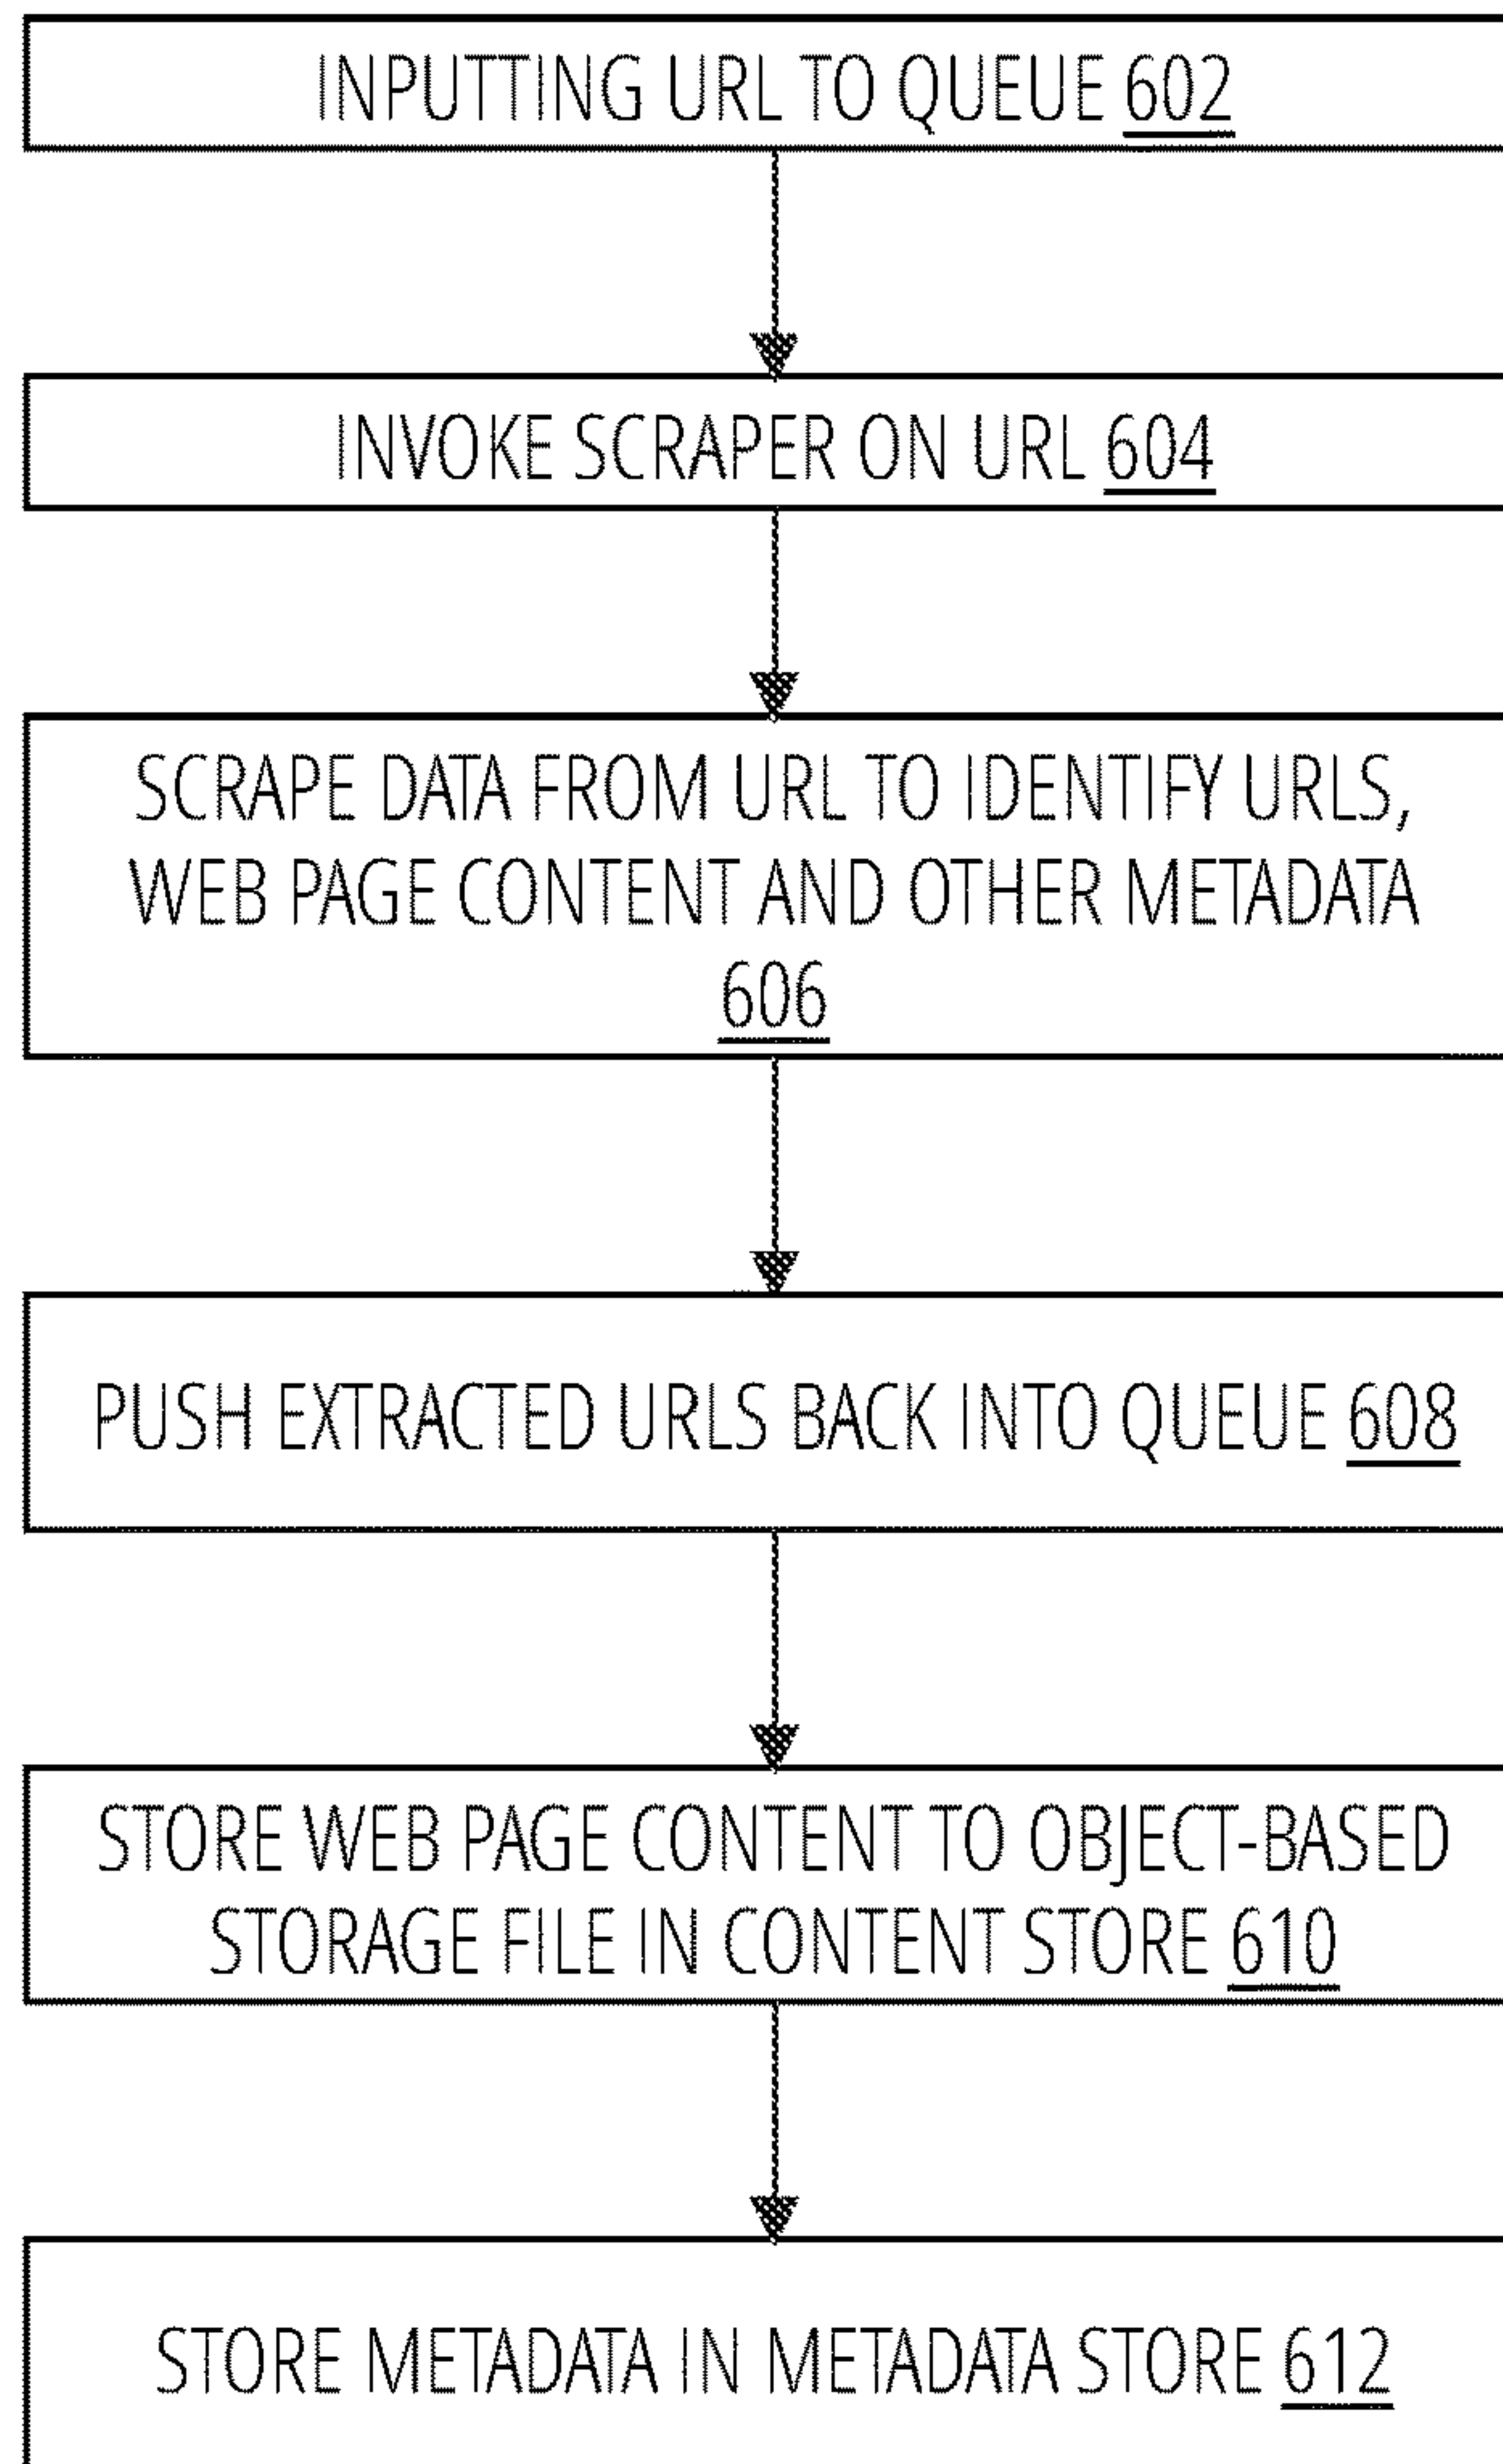 INPUTTING URL TO QUEUE 602
INVOKE SCRAPER ON URL 604
SCRAPE DATA FROM URL TO IDENTIFY URLS,
WEB PAGE CONTENT AND OTHER METADATA
606
PUSH EXTRACTED URLS BACK INTO QUEUE 608
STORE WEB PAGE CONTENT TO OBJECT-BASED
STORAGE FILE IN CONTENT STORE 610
STORE METADATA IN METADATA STORE 612